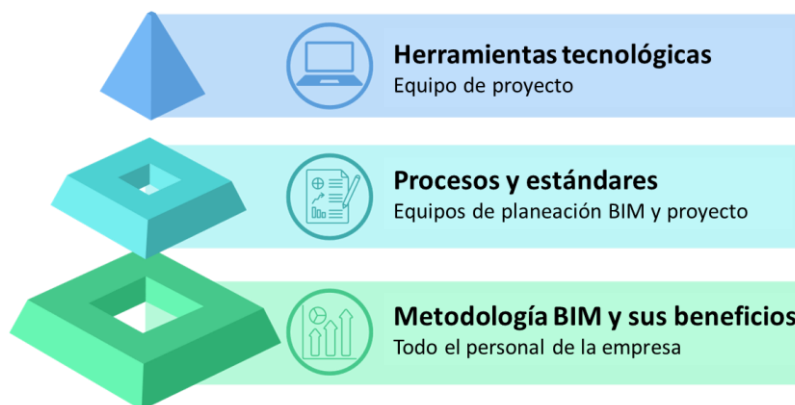 Herramientas tecnológicas
Equipo de proyecto
Procesos y estándares
Equipos de planeación BIM y proyecto
Metodología BIM y sus beneficios
Todo el personal de la empresa